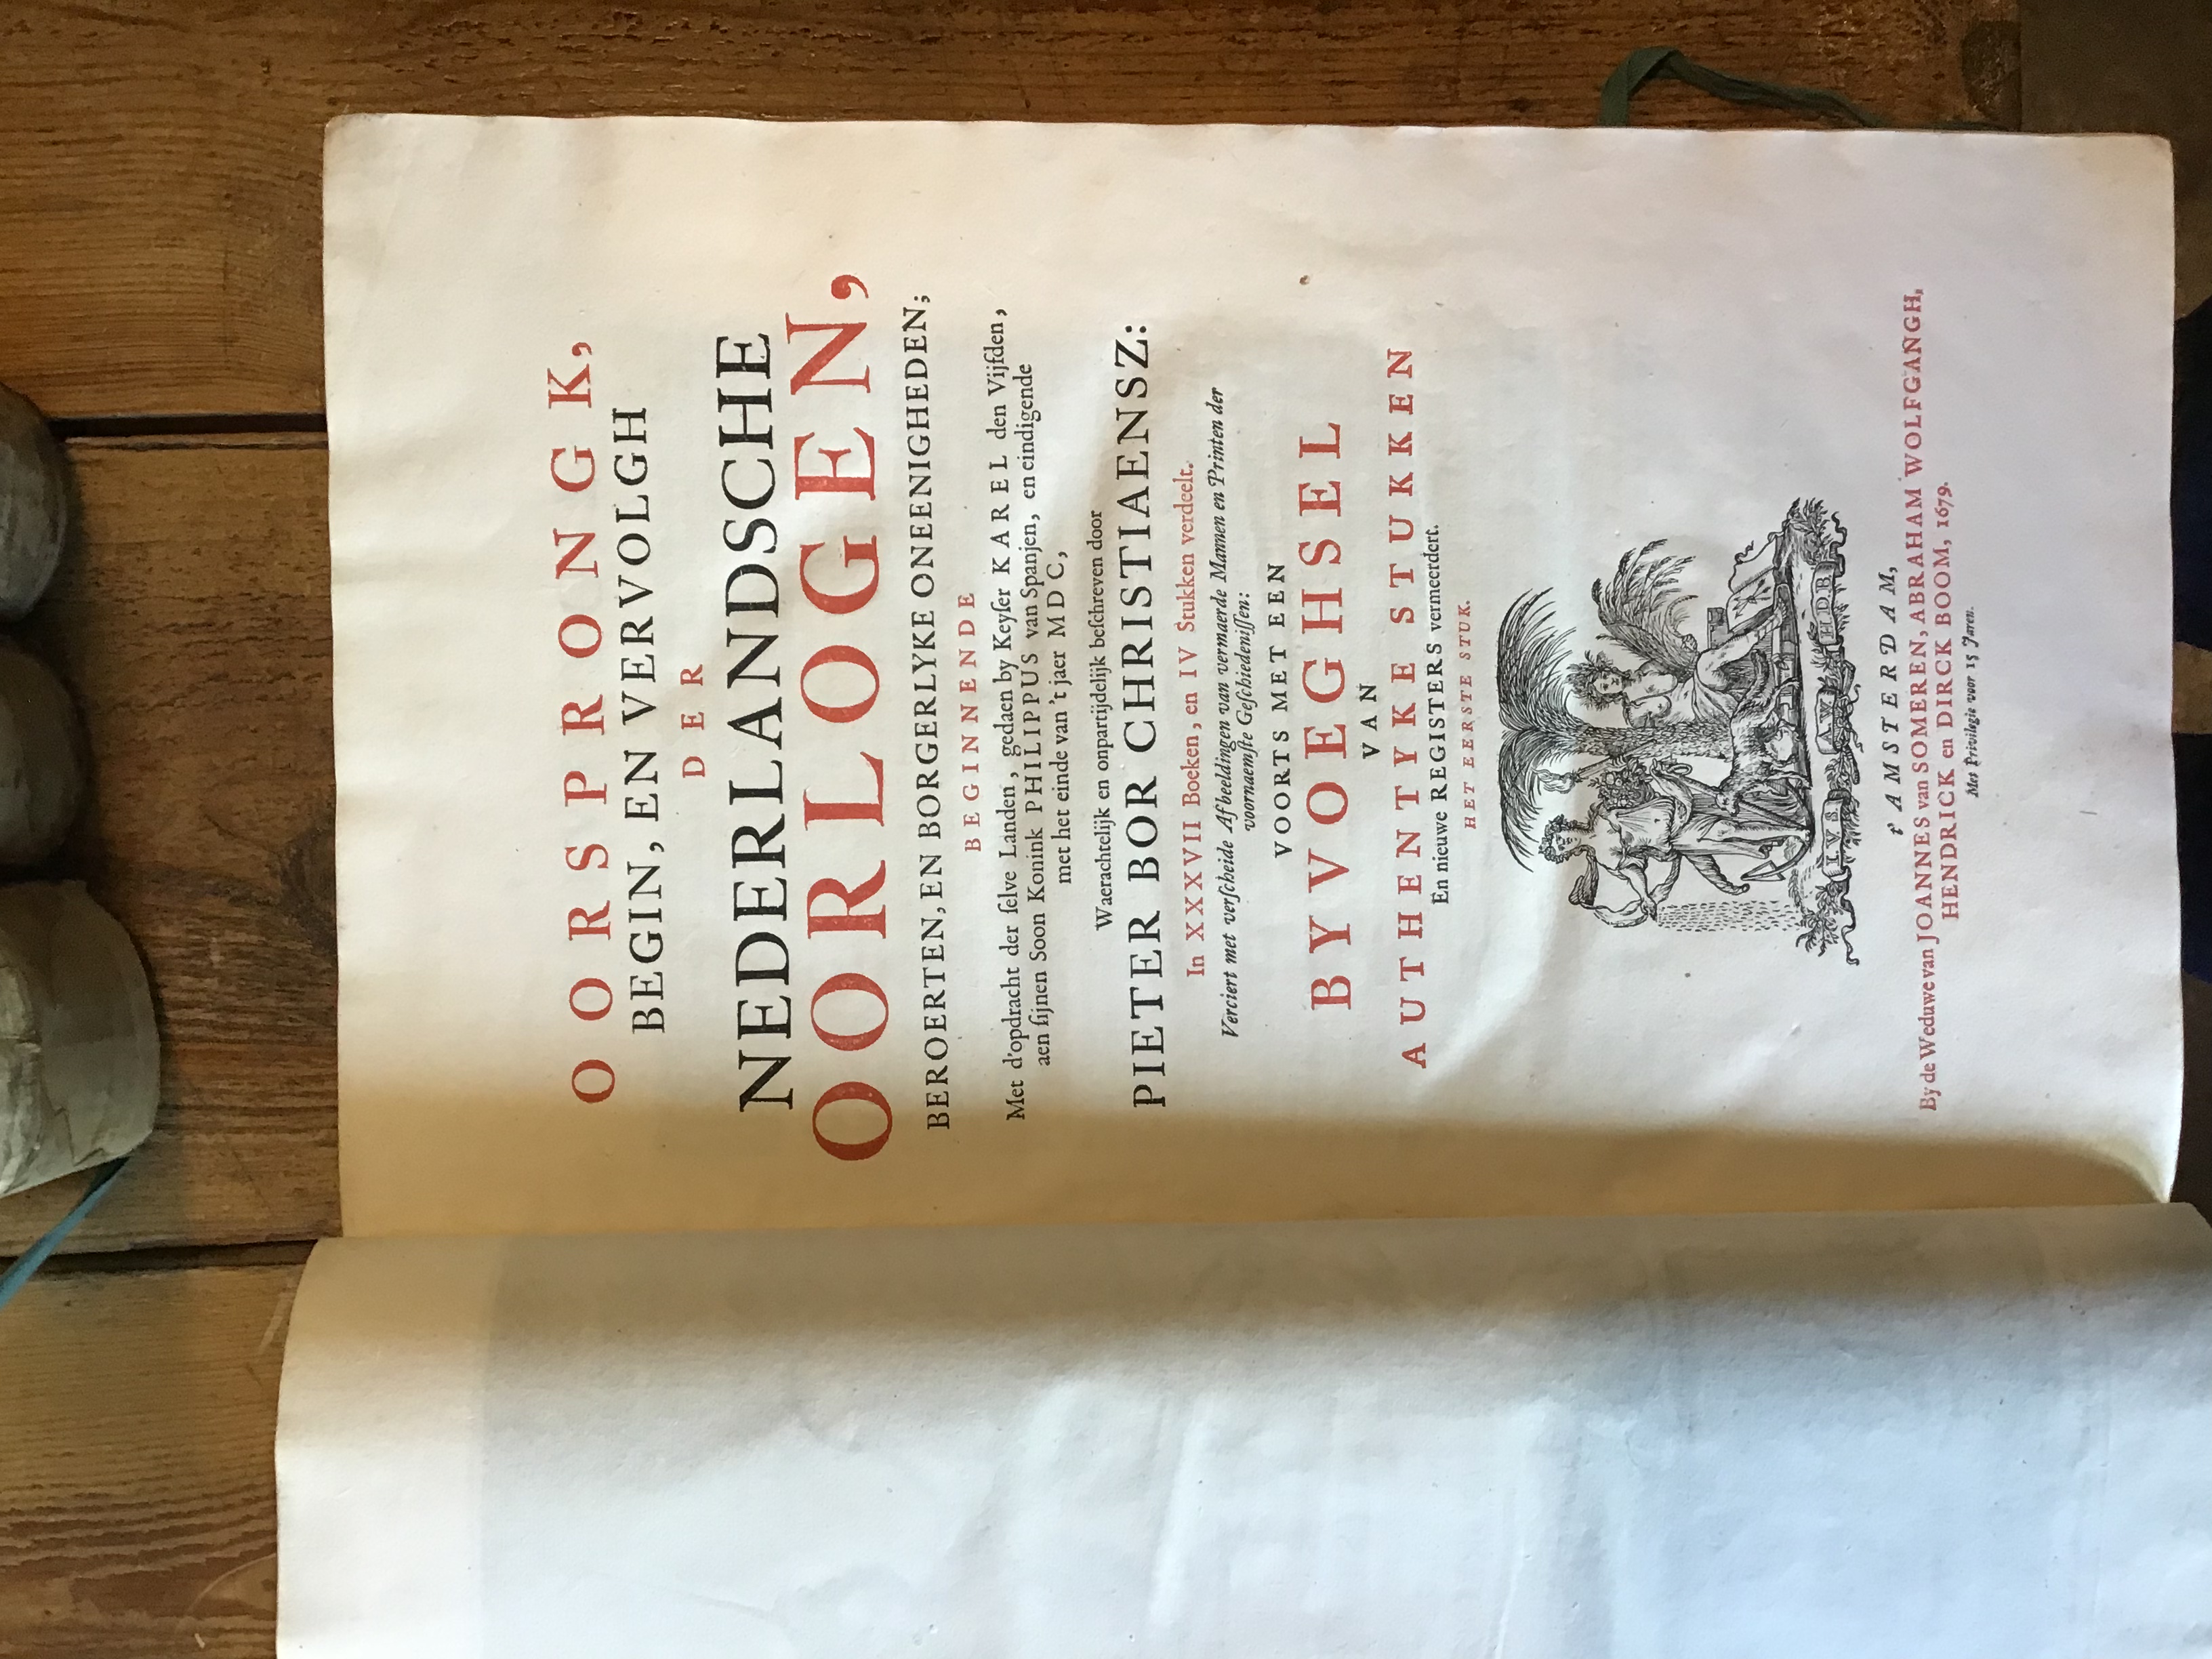 OORSPRONGK,
BEGIN, EN VERVOLGH
DER
NEDERLANDSCHE
OORLOGEN,
BEROERTEN, EN BORGERLYKE ONEENIGHEDEN;
BEGINNENDE
Met d'opdracht der ſelve Landen, gedaen by Keyſer KAREL den Vijfden,
aen ſijnen Soon Konink PHILIPPUS van Spanjen, en eindigende
met het einde van 't jaer MDC,
Waerachtelijk en onpartijdelijk beſchreven door
PIETER BOR CHRISTIAENSZ:
In XXXVII Boeken, en IV Stukken verdeelt.
Verciert met verſcheide Afbeeldingen van vermaerde Mannen en Printen der
voornaemſte Geſchiedeniſſen:
VOORTS MET EEN
BYVOEGHSEL
VAN
AUTHENTYKE STUKKEN
En nieuwe REGISTERS vermeerdert.
HET EERSTE STUK.
I.V.S. A.W. H.D.B.
t' AMSTERDAM,
By de Weduwe van JOANNES van SOMEREN, ABRAHAM WOLFGANGH,
HENDRICK en DIRCK BOOM, 1679.
Met Privilegie voor 15 Jaren.